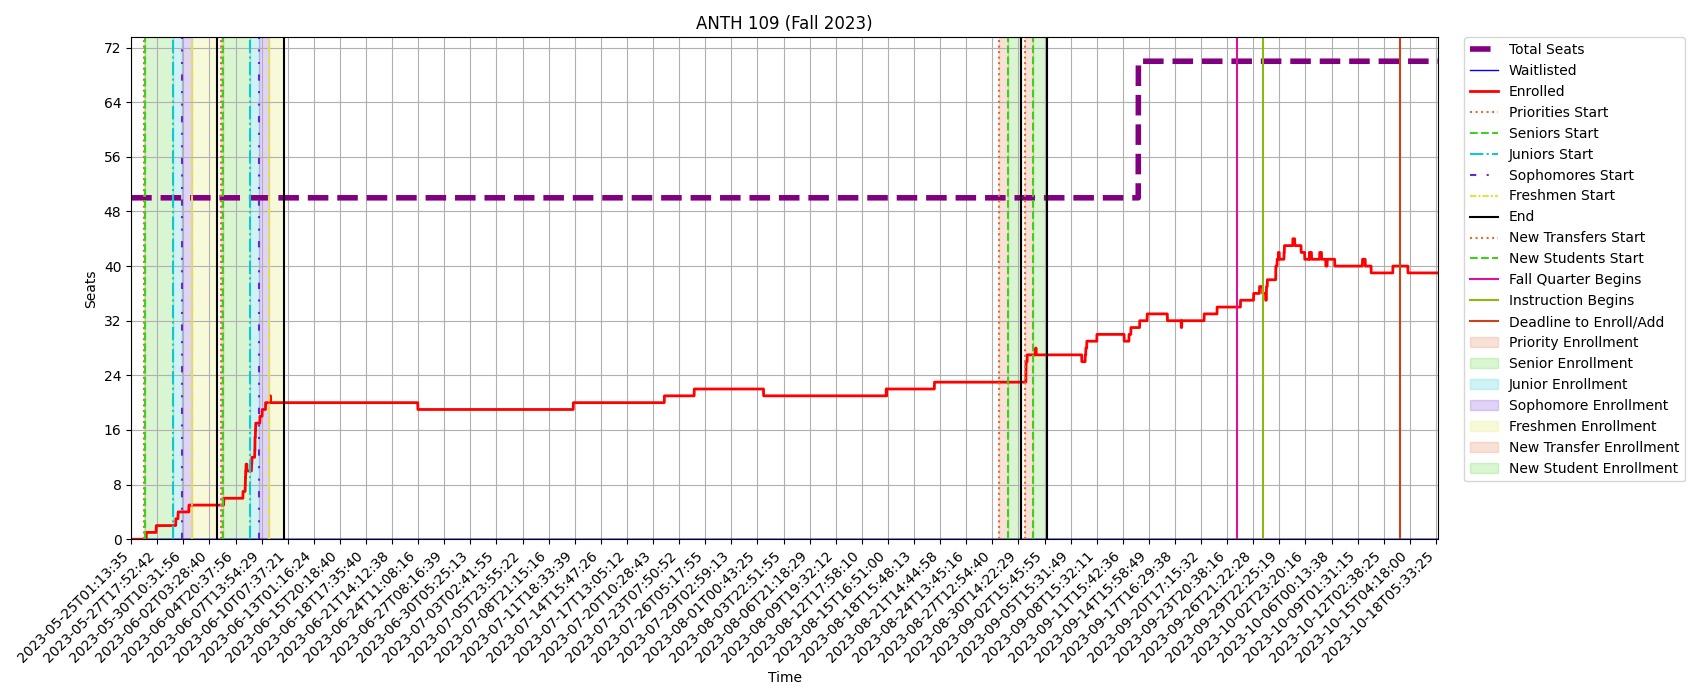 ANTH 109 (Fall 2023)
72
64
56
48
40
32
24
16
8
0
Seats
2023-05-25T01:13:35
2023-05-27T17:52:42
2023-05-30T10:31:56
2023-06-02T03:28:40
2023-06-04T20:37:56
2023-06-07T13:54:29
2023-06-10T07:37:21
2023-06-13T01:16:24
2023-06-15T20:18:40
2023-06-18T17:35:40
2023-06-21T14:12:38
2023-06-24T11:08:16
2023-06-27T08:16:39
2023-06-30T05:25:13
2023-07-03T02:41:55
2023-07-05T23:55:22
2023-07-08T21:15:16
2023-07-11T18:33:39
2023-07-14T15:47:26
2023-07-17T13:05:12
2023-07-20T10:28:43
2023-07-23T07:50:52
2023-07-26T05:17:55
2023-07-29T02:59:13
2023-08-01T00:43:25
2023-08-03T22:51:55
2023-08-06T21:18:29
2023-08-09T19:32:12
2023-08-12T17:58:10
2023-08-15T16:51:00
2023-08-18T15:48:13
2023-08-21T14:44:58
2023-08-24T13:45:16
2023-08-27T12:54:40
2023-08-30T14:22:29
2023-09-02T15:45:55
2023-09-05T15:31:49
2023-09-08T15:32:11
2023-09-11T15:42:36
2023-09-14T15:58:49
2023-09-17T16:29:38
2023-09-20T17:15:32
2023-09-23T20:38:16
2023-09-26T21:22:28
2023-09-29T22:25:19
2023-10-02T23:20:16
2023-10-06T00:13:38
2023-10-09T01:31:15
2023-10-12T02:38:25
2023-10-15T04:18:00
2023-10-18T05:33:25
Time
Total Seats
Waitlisted
Enrolled
Priorities Start
Seniors Start
Juniors Start
Sophomores Start
Freshmen Start
End
New Transfers Start
New Students Start
Fall Quarter Begins
Instruction Begins
Deadline to Enroll/Add
Priority Enrollment
Senior Enrollment
Junior Enrollment
Sophomore Enrollment
Freshmen Enrollment
New Transfer Enrollment
New Student Enrollment